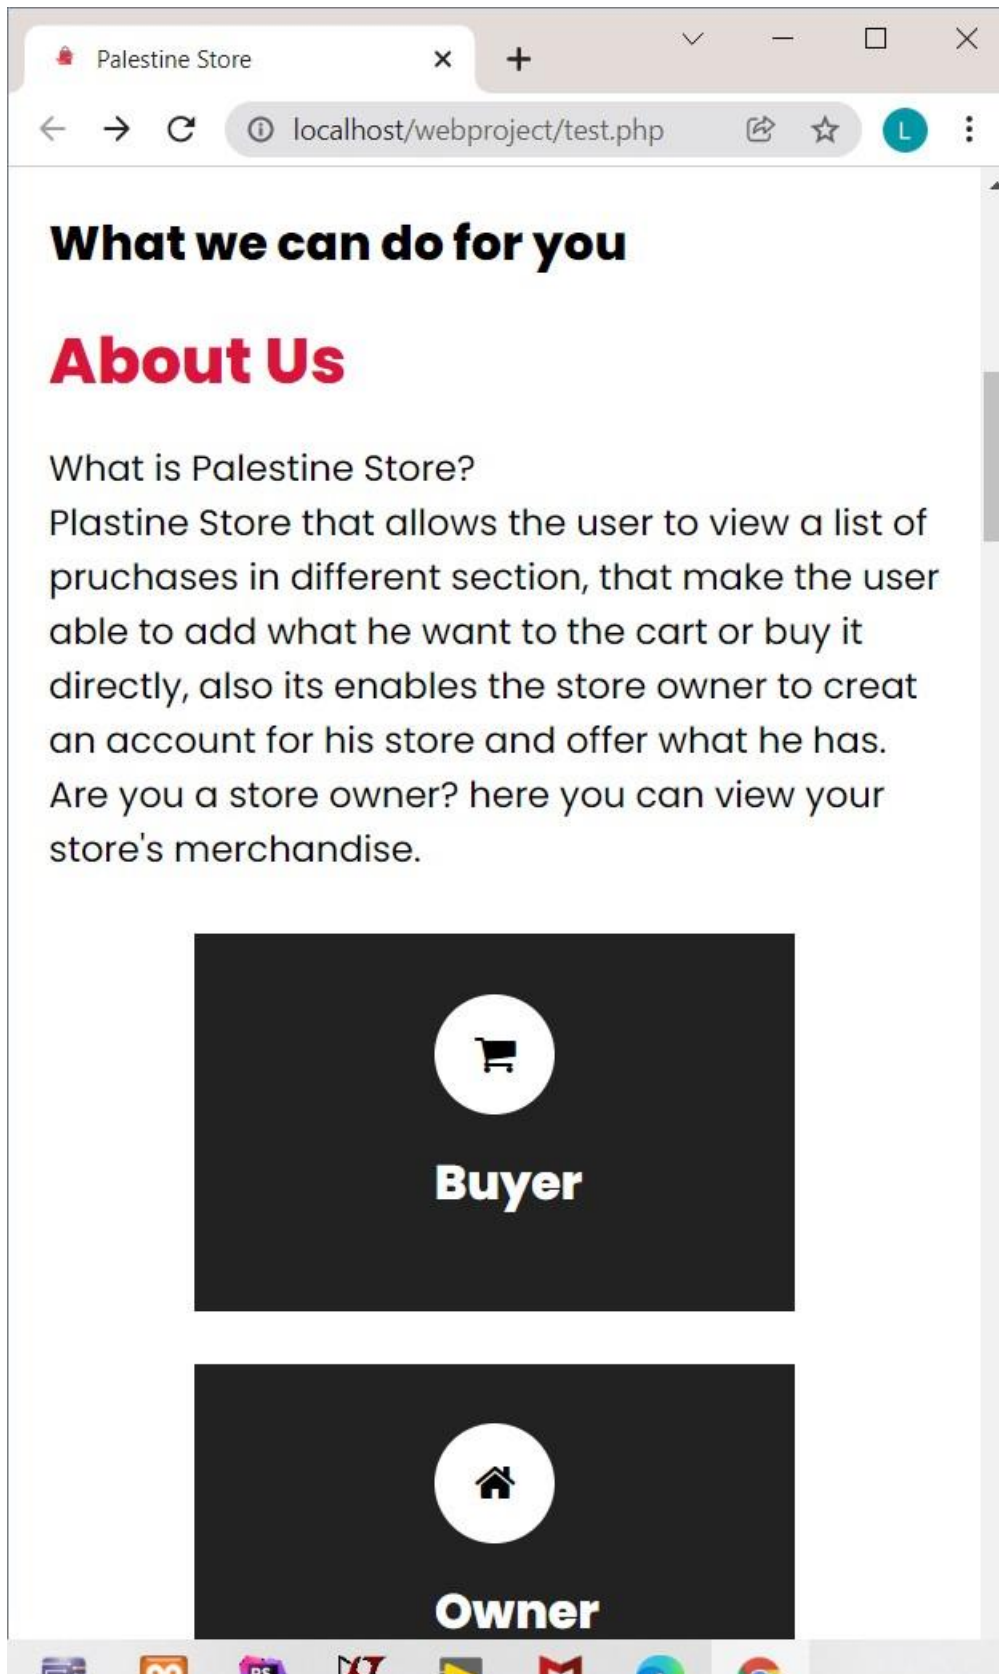 Palestine Store
localhost/webproject/test.php
L
What we can do for you
About Us
What is Palestine Store?
Plastine Store that allows the user to view a list of
pruchases in different section, that make the user
able to add what he want to the cart or buy it
directly, also its enables the store owner to creat
an account for his store and offer what he has.
Are you a store owner? here you can view your
store's merchandise.
Buyer
Owner
PS